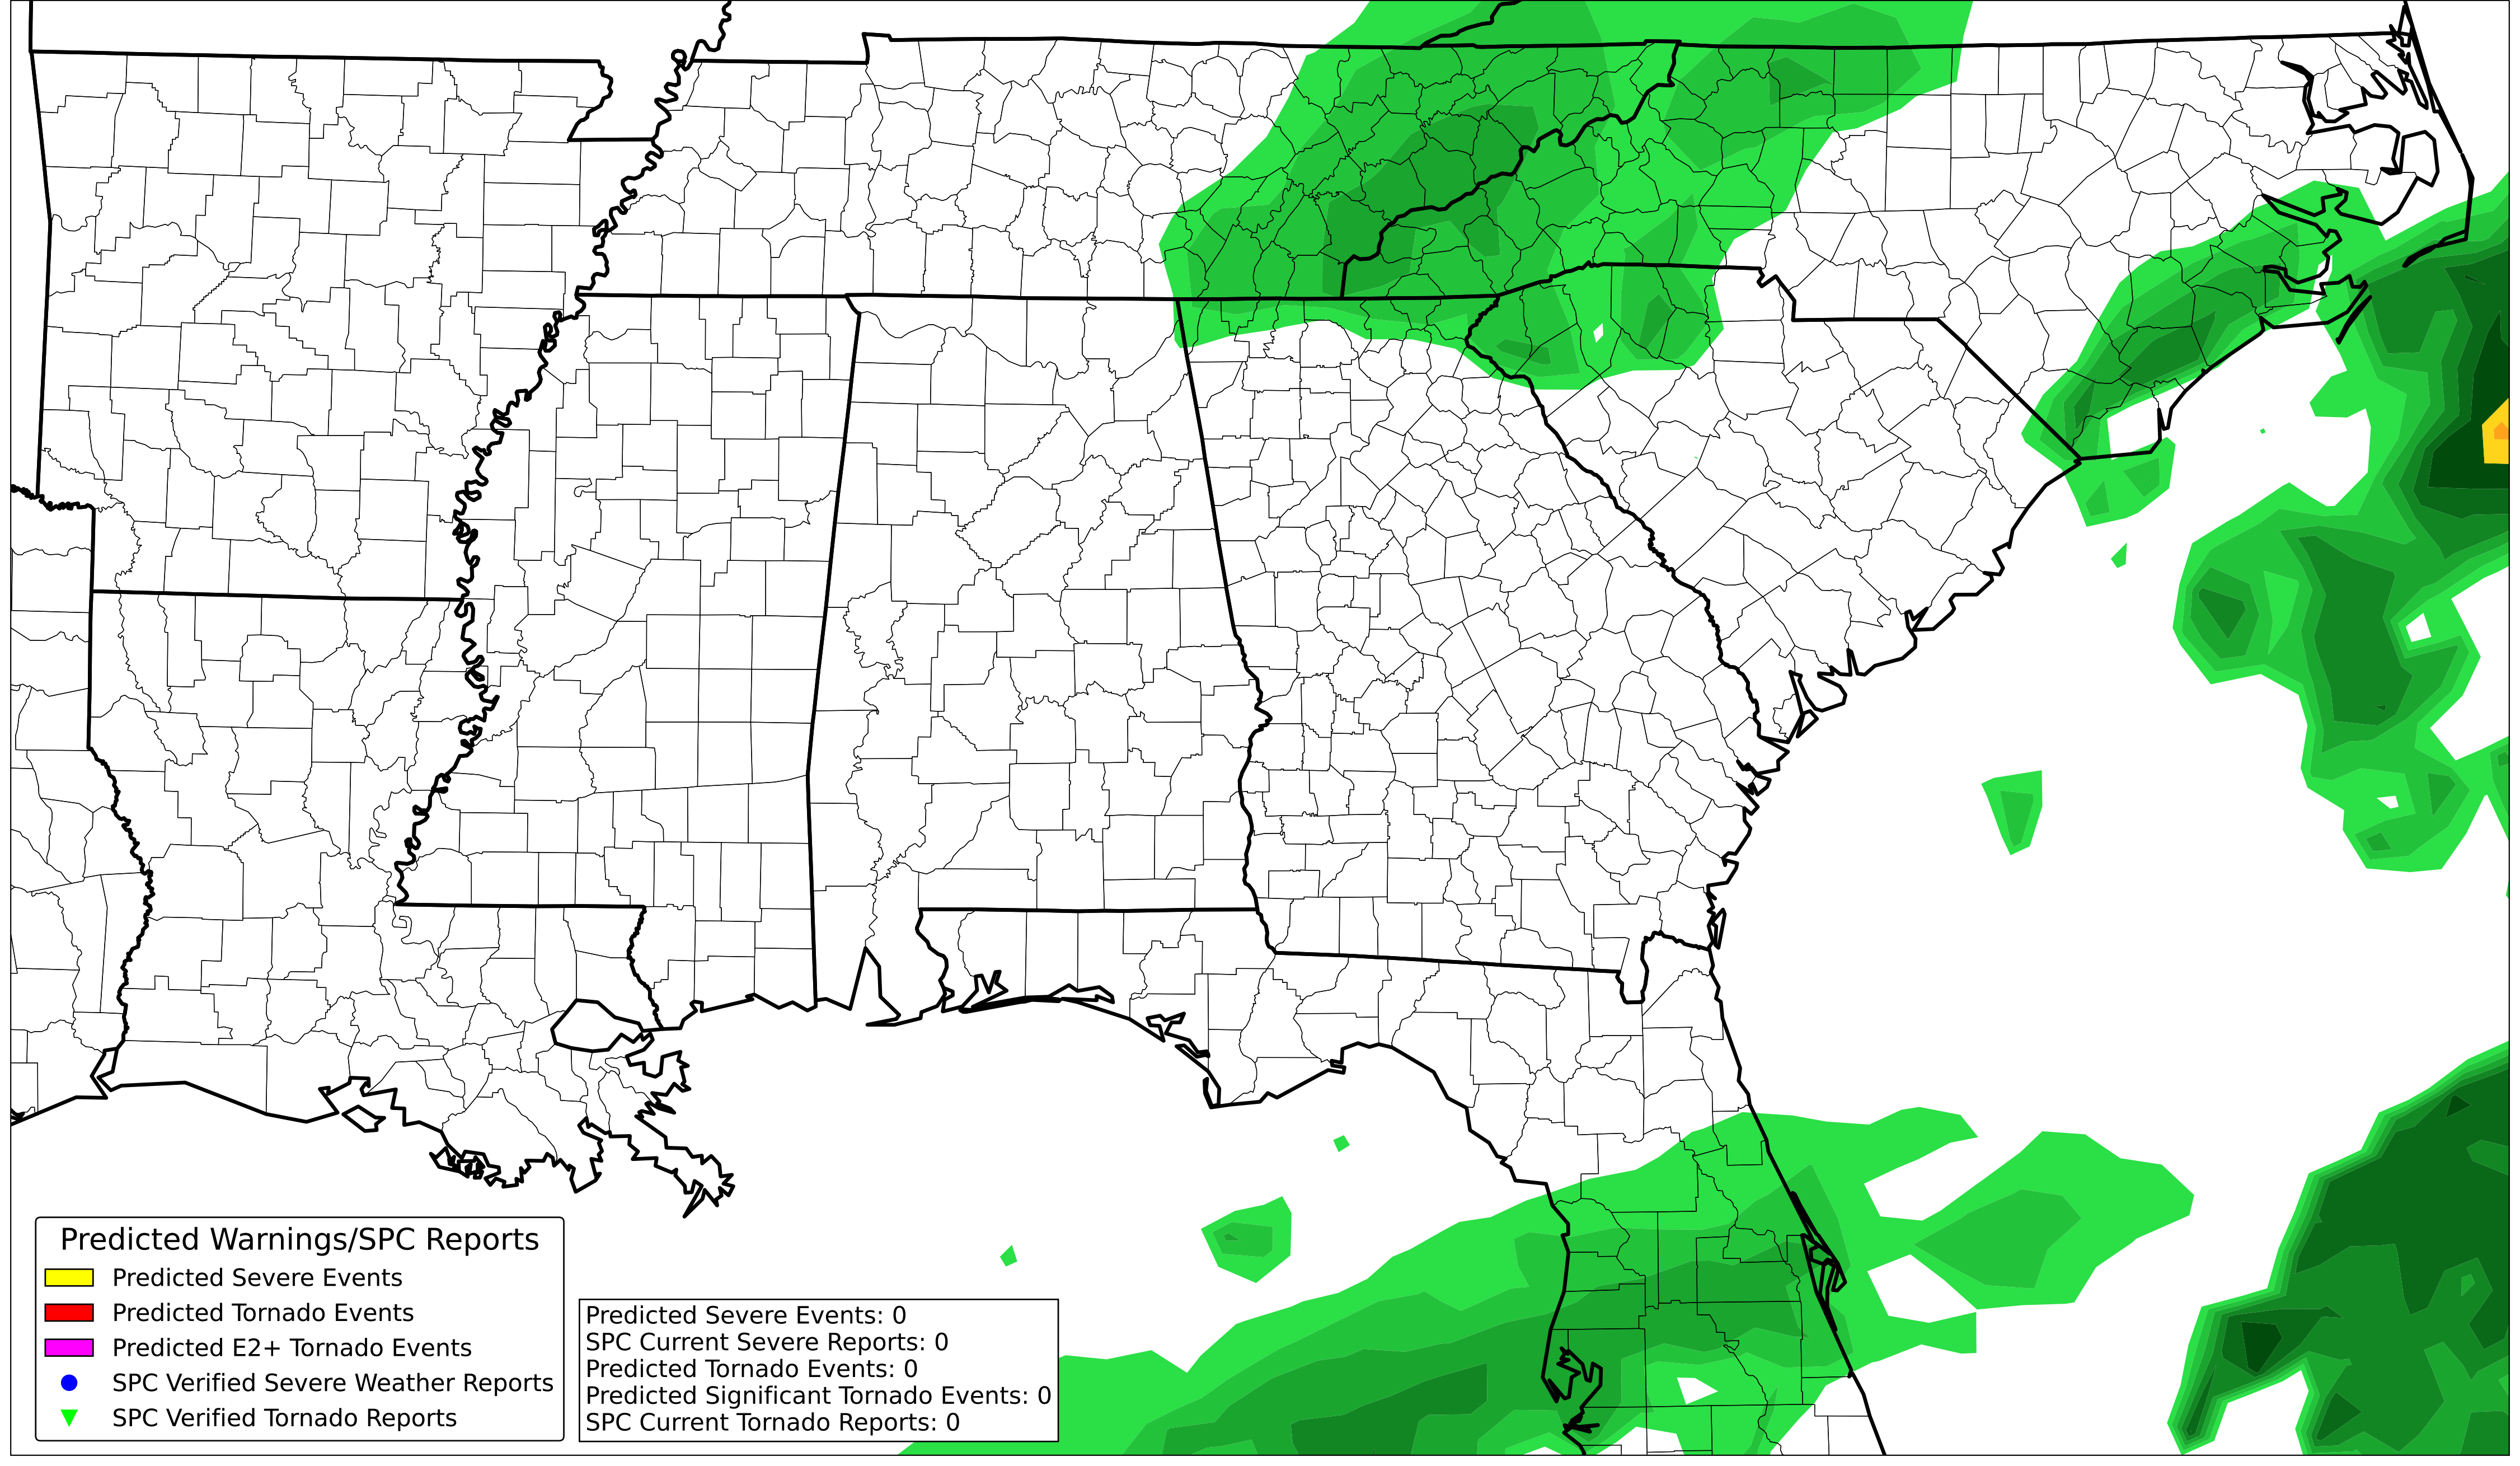 Predicted Warnings/SPC Reports
Predicted Severe Events
Predicted Tornado Events
Predicted E2+ Tornado Events
SPC Verified Severe Weather Reports
SPC Verified Tornado Reports
Predicted Severe Events: 0
SPC Current Severe Reports: 0
Predicted Tornado Events: 0
Predicted Significant Tornado Events: 0
SPC Current Tornado Reports: 0